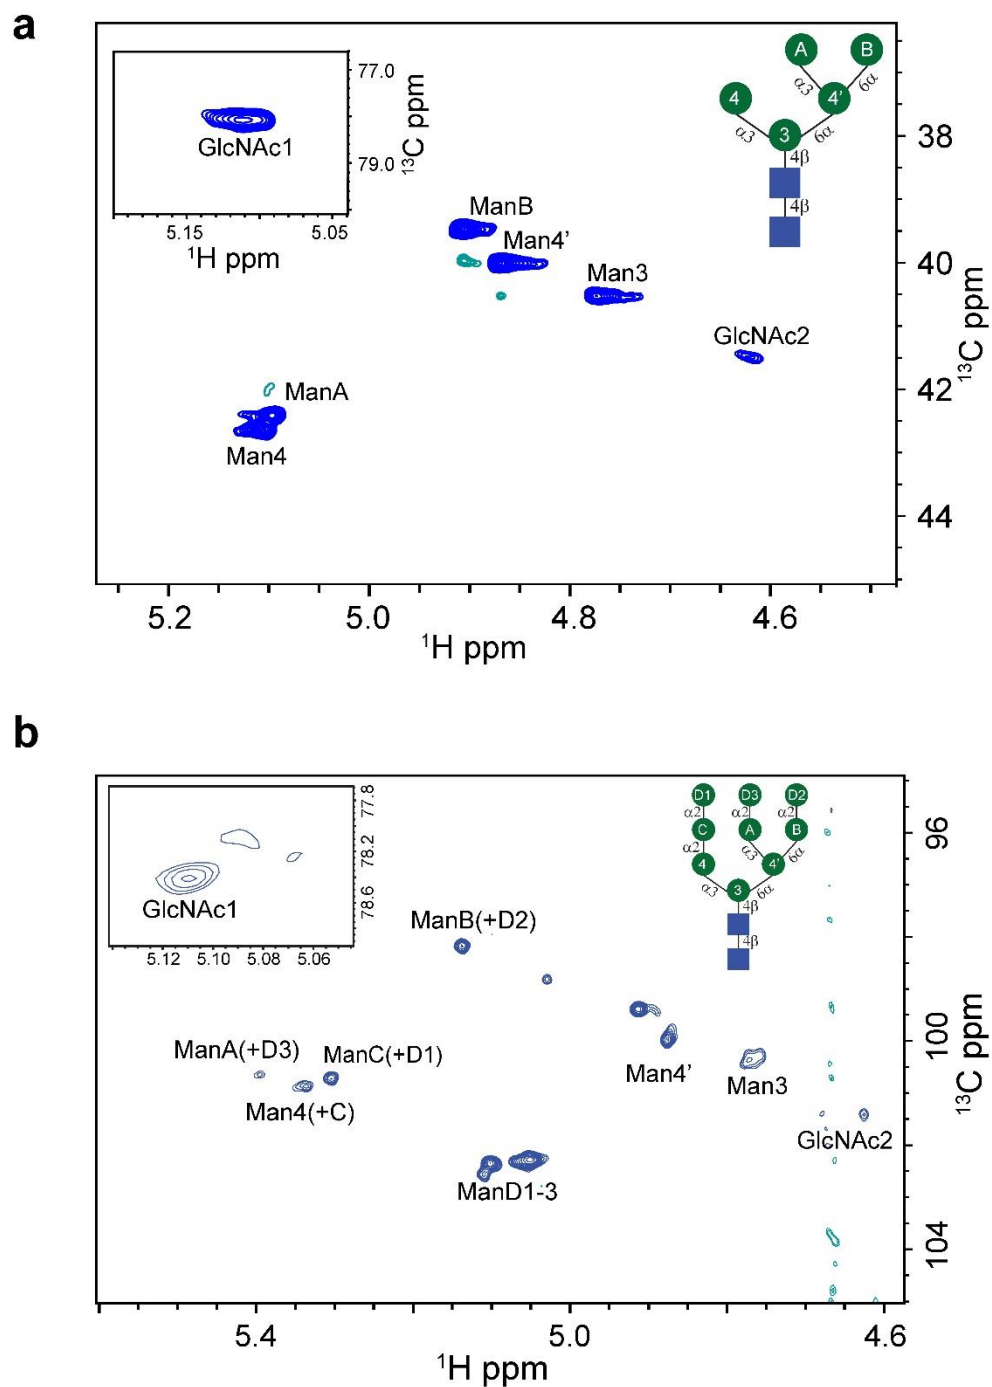 a
77.0
79.0
13C ppm
GlcNAc1
5.15
5.05
1H ppm
A
B
α3
6α
4
4'
α3
3
6α
4β
4β
ManB
Man4'
Man3
GlcNAc2
ManA
Man4
38
40
42
44
13C ppm
5.2
5.0
4.8
4.6
1H ppm
b
77.8
78.2
78.6
GlcNAc1
5.12
5.10
5.08
5.06
D1
D3
D2
α2
α2
α2
C
A
B
α2
α3
6α
4
4'
α3
3
6α
4β
4β
ManB(+D2)
ManA(+D3)
ManC(+D1)
Man4(+C)
Man4'
Man3
GlcNAc2
ManD1-3
96
100
104
13C ppm
5.4
5.0
4.6
1H ppm